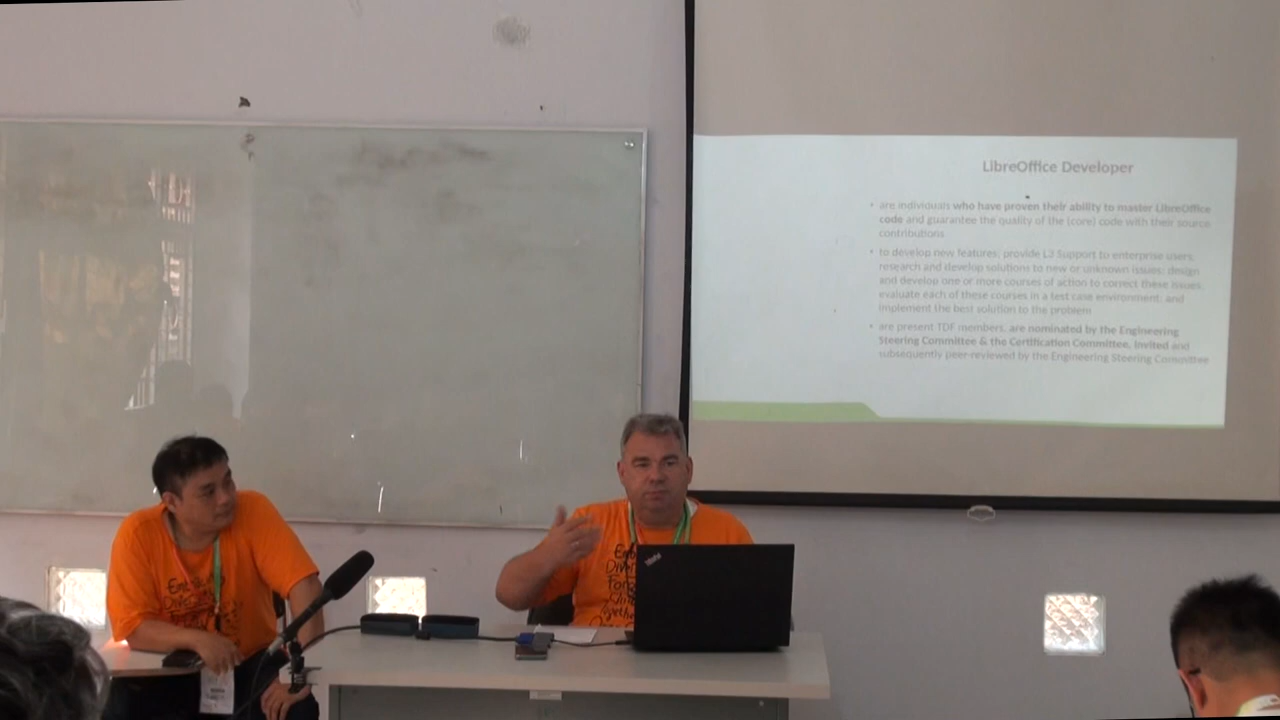 LibreOffice Developer
• are individuals who have proven their ability to master LibreOffice
code and guarantee the quality of the (core) code with their source
contributions
• to develop new features, provide L3 Support to enterprise users,
research and develop solutions to new or unknown issues; design
and develop one or more courses of action to correct these issues,
evaluate each of these courses in a test case environment; and
implement the best solution to the problem
• are present TDF members, are nominated by the Engineering
Steering Committee & the Certification Committee, invited and
subsequently peer-reviewed by the Engineering Steering Committee